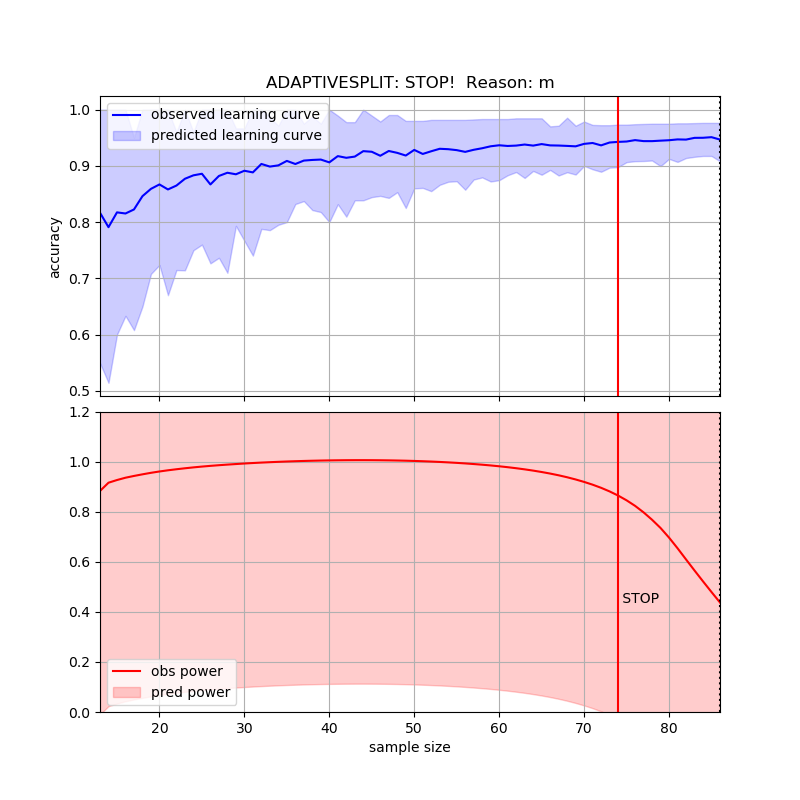 ADAPTIVESPLIT: STOP!  Reason: m
1.0
0.9
0.8
0.7
0.6
0.5
accuracy
observed learning curve
predicted learning curve
1.2
1.0
0.8
0.6
0.4
0.2
0.0
STOP
obs power
pred power
20 30 40 50 60 70 80
sample size